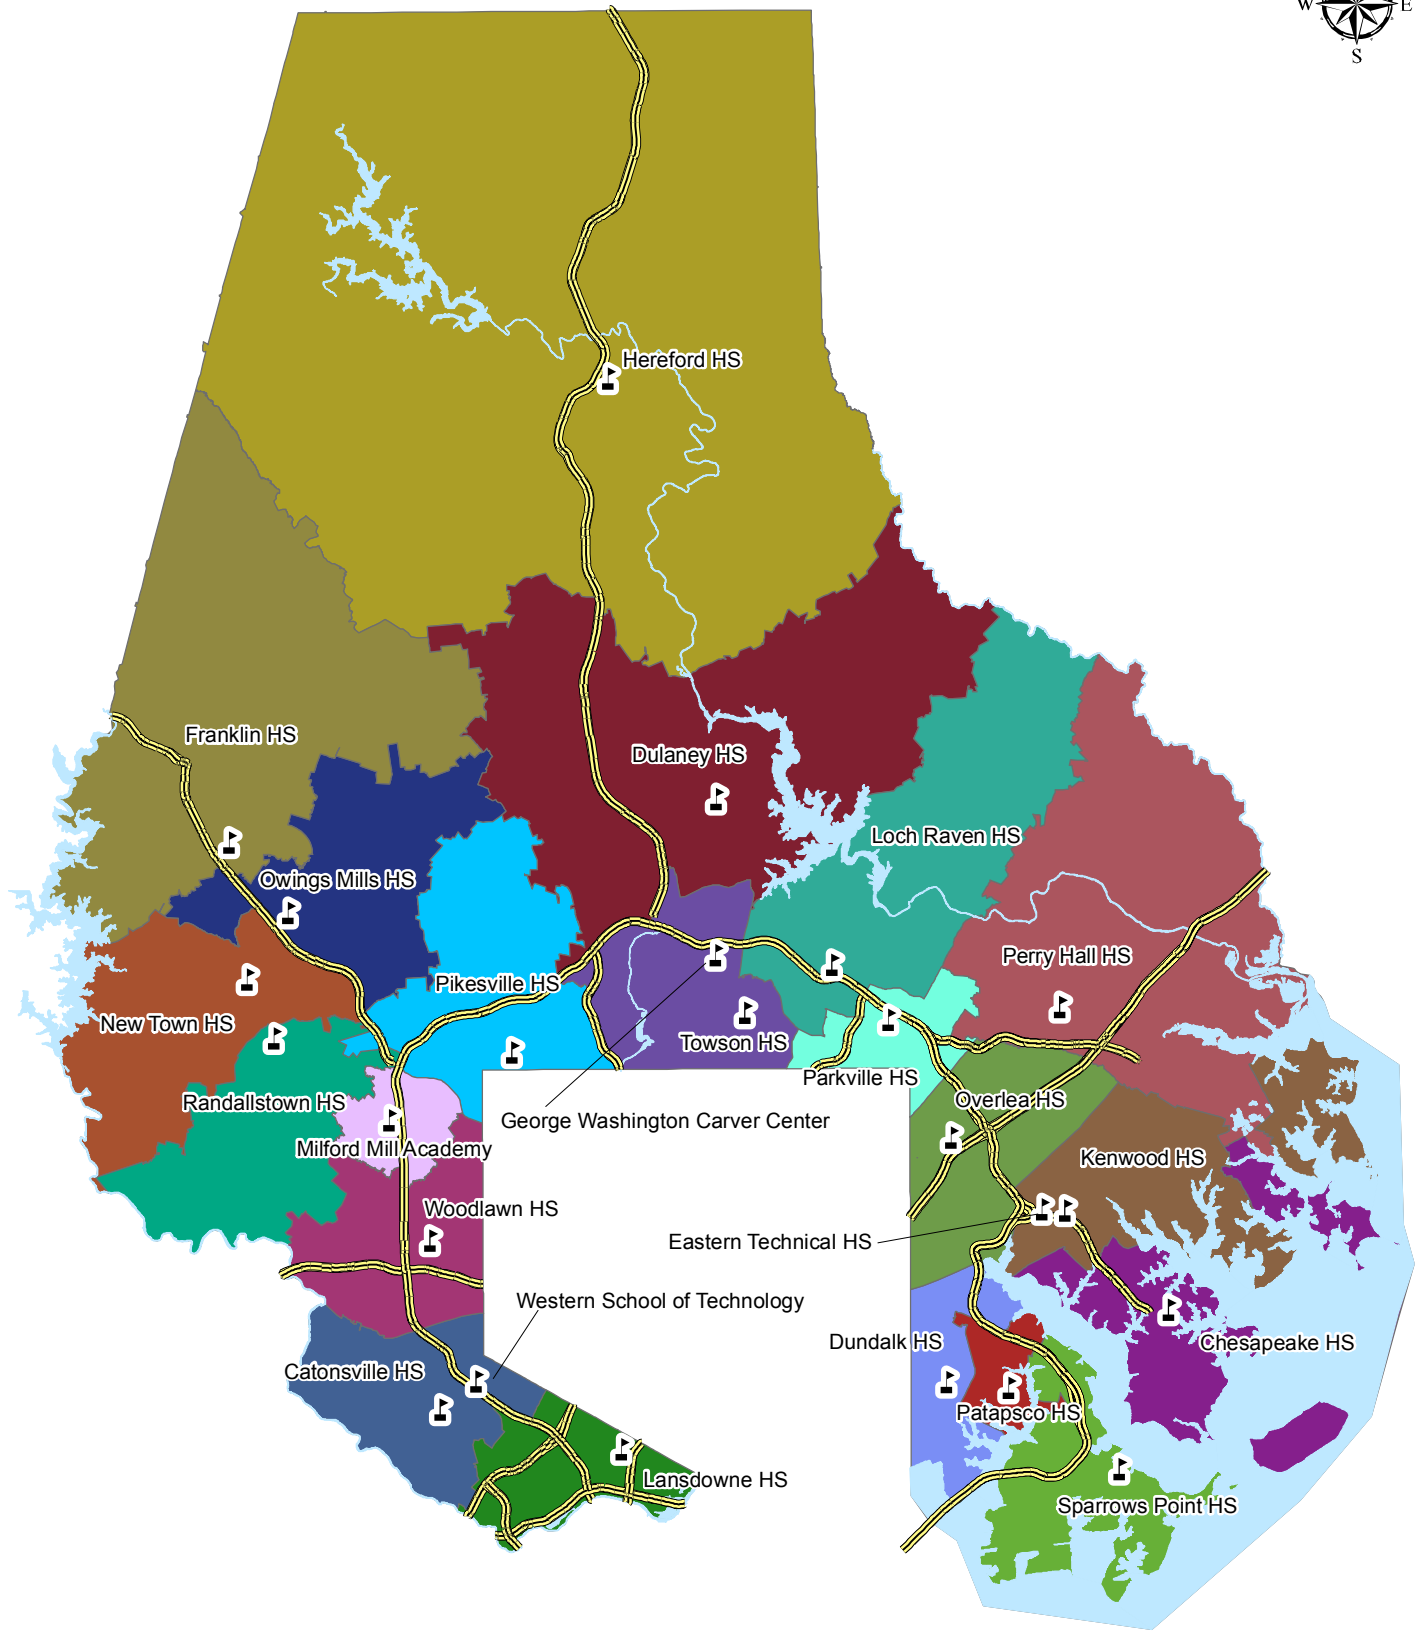 W
E
S
Hereford HS
Franklin HS
Dulaney HS
Loch Raven HS
Owings Mills HS
Perry Hall HS
Pikesville HS
New Town HS
Towson HS
Parkville HS
Randallstown HS
Overlea HS
George Washington Carver Center
Milford Mill Academy
Kenwood HS
Woodlawn HS
Eastern Technical HS
Western School of Technology
Dundalk HS
Chesapeake HS
Catonsville HS
Patapsco HS
Lansdowne HS
Sparrows Point HS